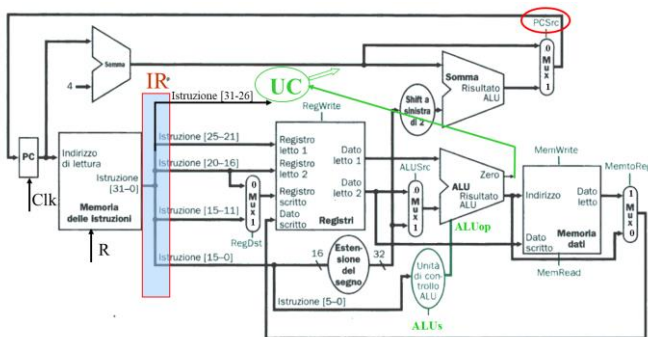 PCSrc
0
Mux
1
Somma
4
IR
UC
Istruzione [31-26]
Shift a
sinistra
di 2
Somma
Risultato
ALU
PC
Clk
Indirizzo
di lettura
Istruzione
[31–0]
Memoria
delle istruzioni
R
Istruzione [25–21]
Istruzione [20–16]
Istruzione [15–11]
Istruzione [15–0]
Istruzione [5–0]
0
Mux
1
RegDst
RegWrite
Registro
letto 1
Registro
letto 2
Registro
scritto
Dato
scritto
Dato
letto 1
Dato
letto 2
Registri
16
Estensione
del
segno
32
ALUSrc
0
Mux
1
Zero
ALU
Risultato
ALU
ALUop
Unità
di con-
trollo
ALU
ALUs
MemWrite
Indirizzo
Dato
letto
Dato
scritto
Memoria
dati
MemRead
MemtoReg
1
Mux
0